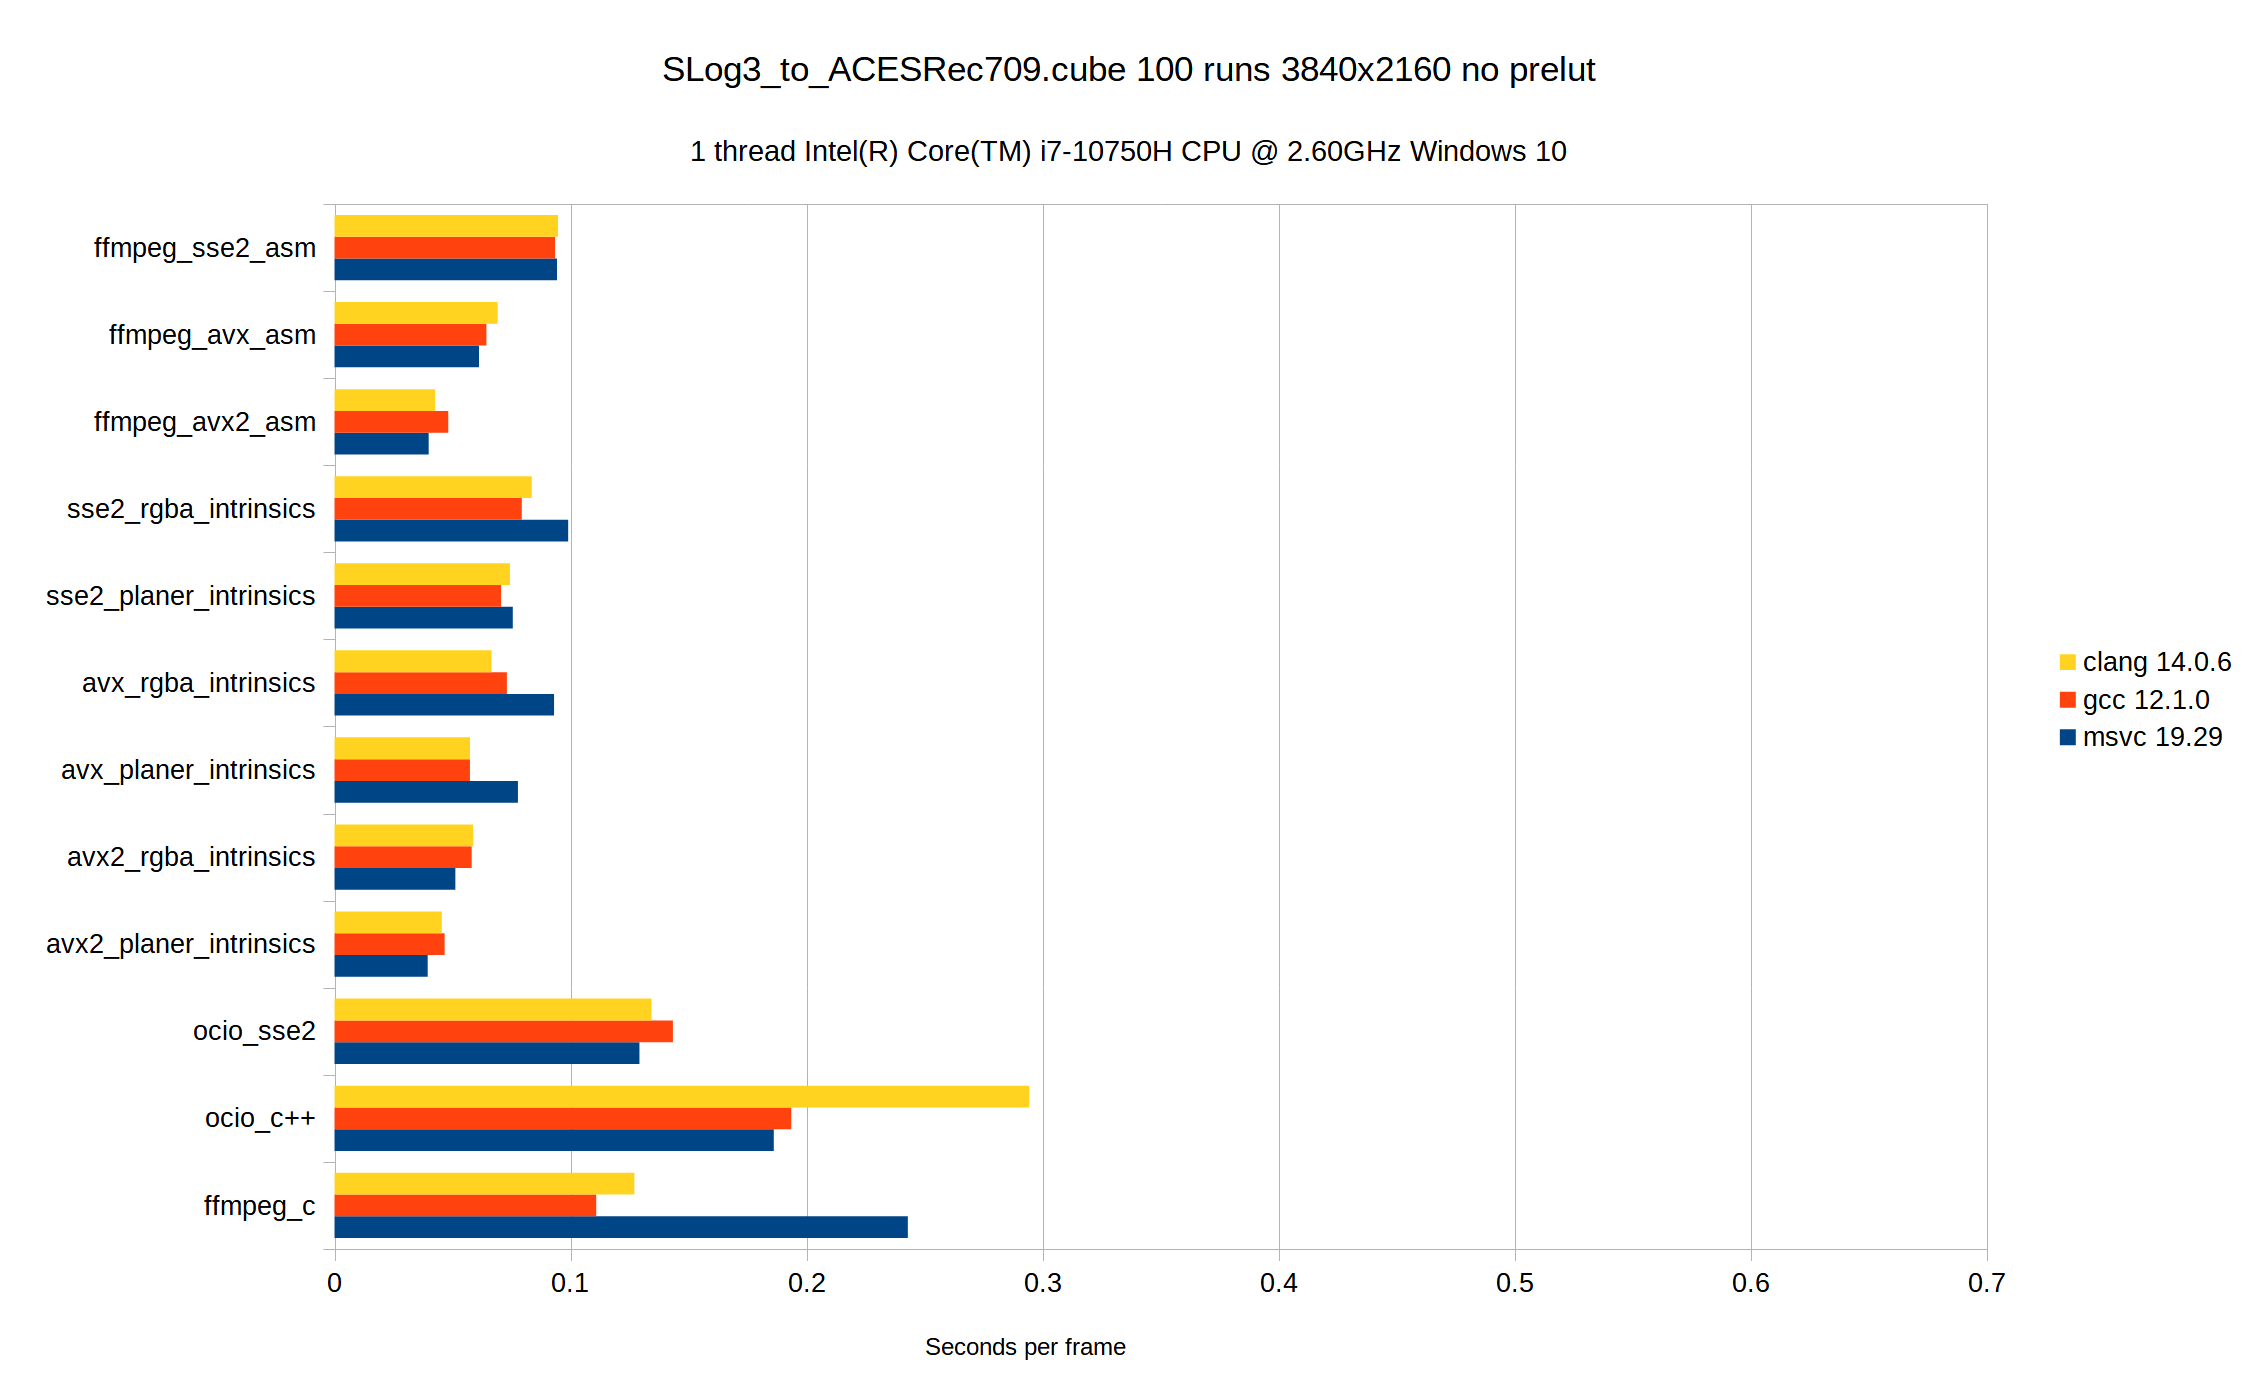 SLog3_to_ACESRec709.cube 100 runs 3840x2160 no prelut
1 thread Intel(R) Core(TM) i7-10750H CPU @ 2.60GHz Windows 10
ffmpeg_sse2_asm
ffmpeg_avx_asm
ffmpeg_avx2_asm
sse2_rgba_intrinsics
sse2_planer_intrinsics
avx_rgba_intrinsics
avx_planer_intrinsics
avx2_rgba_intrinsics
avx2_planer_intrinsics
ocio_sse2
ocio_c++
ffmpeg_c
0 0.1 0.2 0.3 0.4 0.5 0.6 0.7
Seconds per frame
clang 14.0.6
gcc 12.1.0
msvc 19.29